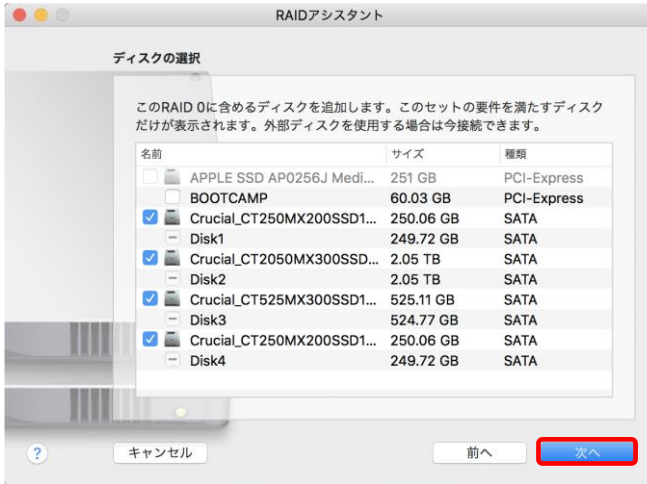 RAIDアシスタント
ディスクの選択
このRAID 0に含めるディスクを追加します。このセットの要件を満たすディスク
だけが表示されます。外部ディスクを使用する場合は今接続できます。
名前 サイズ 種類
APPLE SSD AP0256J Medi... 251 GB PCI-Express
BOOTCAMP 60.03 GB PCI-Express
Crucial_CT250MX200SSD1... 250.06 GB SATA
Disk1 249.72 GB SATA
Crucial_CT2050MX300SSD... 2.05 TB SATA
Disk2 2.05 TB SATA
Crucial_CT525MX300SSD1... 525.11 GB SATA
Disk3 524.77 GB SATA
Crucial_CT250MX200SSD1... 250.06 GB SATA
Disk4 249.72 GB SATA
? キャンセル 前へ 次へ